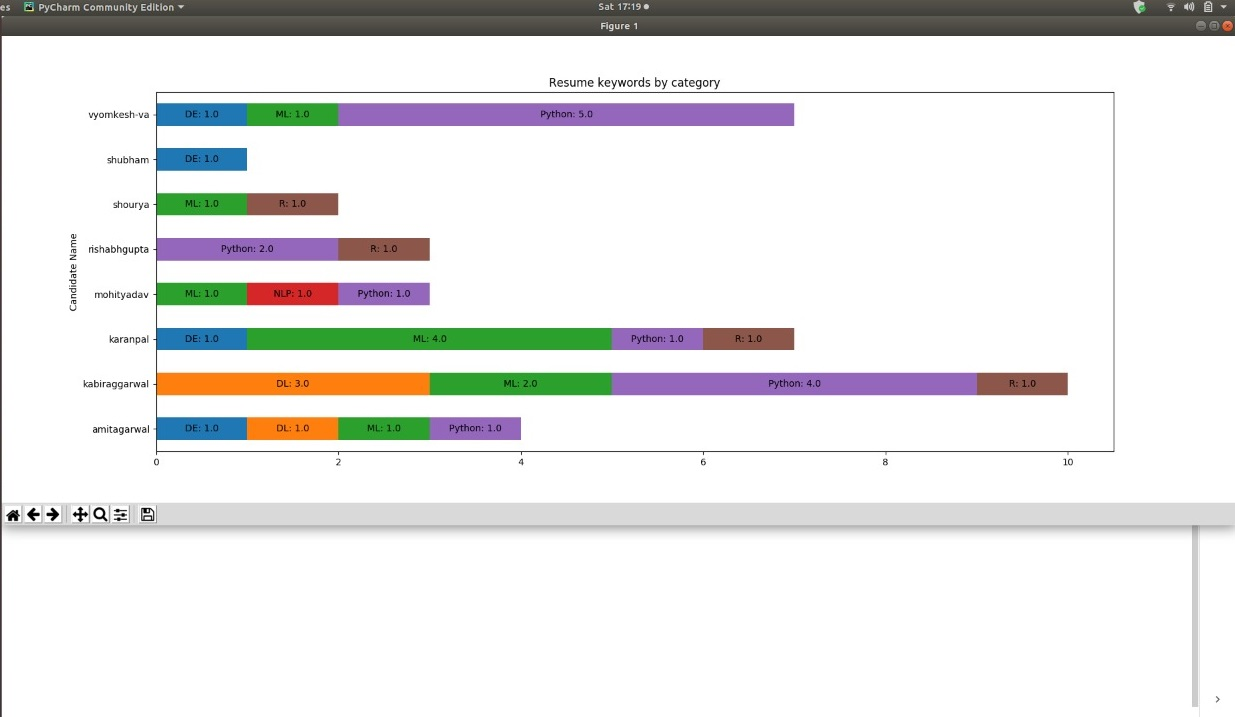 es PyCharm Community Edition Sat 17:19
Figure 1
Resume keywords by category
vyomkesh-va DE: 1.0 ML: 1.0 Python: 5.0
shubham DE: 1.0
shourya ML: 1.0 R: 1.0
rishabhgupta Python: 2.0 R: 1.0
mohityadav ML: 1.0 NLP: 1.0 Python: 1.0
karanpal DE: 1.0 ML: 4.0 Python: 1.0 R: 1.0
kabiraggarwal DL: 3.0 ML: 2.0 Python: 4.0 R: 1.0
amitagarwal DE: 1.0 DL: 1.0 ML: 1.0 Python: 1.0
Candidate Name
0 2 4 6 8 10